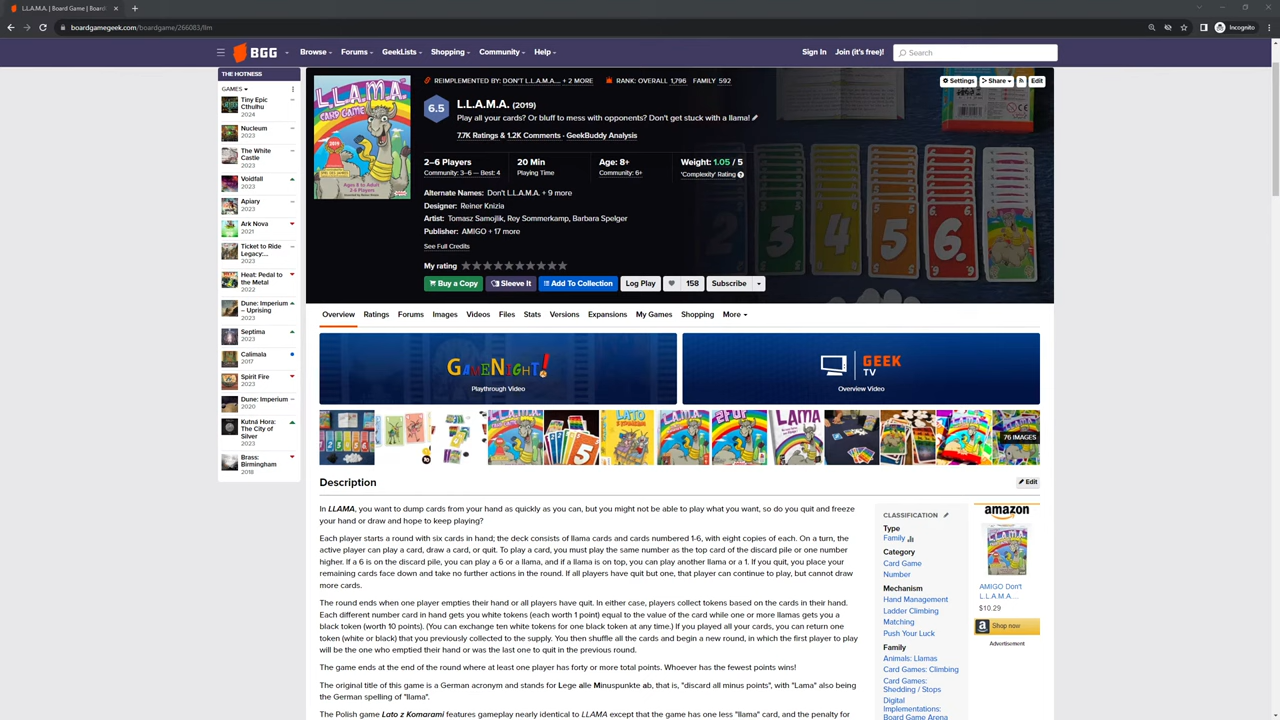 L.L.A.M.A. | Board Game | Board
boardgamegeek.com/boardgame/266083/llm
Incognito
BGG
Browse
Forums
GeekLists
Shopping
Community
Help
Sign In
Join (it's free)!
Search
THE HOTNESS
GAMES
Tiny Epic
Cthulhu
2024
Nucleum
2023
The White
Castle
2023
Voidfall
2023
Apiary
2023
Ark Nova
2021
Ticket to Ride
Legacy:...
2023
Heat: Pedal to
the Metal
2022
Dune: Imperium
– Uprising
2023
Septima
2023
Calimala
2017
Spirit Fire
2023
Dune: Imperium
2020
Kutná Hora:
The City of
Silver
2023
Brass:
Birmingham
2018
REIMPLEMENTED BY: DON'T L.L.A.M.A.... + 2 MORE
RANK: OVERALL 1,796 FAMILY 592
Settings
Share
Edit
L.L.A.M.A.
6.5
L.L.A.M.A. (2019)
Play all your cards? Or bluff to mess with opponents? Don't get stuck with a llama!
7.7K Ratings & 1.2K Comments · GeekBuddy Analysis
2–6 Players
Community: 3–6 — Best: 4
20 Min
Playing Time
Age: 8+
Community: 6+
Weight: 1.05 / 5
'Complexity' Rating
Alternate Names: Don't L.L.A.M.A. + 9 more
Designer: Reiner Knizia
Artist: Tomasz Samojlik, Rey Sommerkamp, Barbara Spelger
Publisher: AMIGO + 17 more
See Full Credits
My rating
Buy a Copy
Sleeve It
Add To Collection
Log Play
158
Subscribe
3
4
5
6
Overview
Ratings
Forums
Images
Videos
Files
Stats
Versions
Expansions
My Games
Shopping
More
GAMENIGHT!
Playthrough Video
GEEK
TV
Overview Video
76 IMAGES
Description
Edit
In LLAMA, you want to dump cards from your hand as quickly as you can, but you might not be able to play what you want, so do you quit and freeze
your hand or draw and hope to keep playing?
Each player starts a round with six cards in hand; the deck consists of llama cards and cards numbered 1-6, with eight copies of each. On a turn, the
active player can play a card, draw a card, or quit. To play a card, you must play the same number as the top card of the discard pile or one number
higher. If a 6 is on the discard pile, you can play a 6 or a llama, and if a llama is on top, you can play another llama or a 1. If you quit, you place your
remaining cards face down and take no further actions in the round. If all players have quit but one, that player can continue to play, but cannot draw
more cards.
The round ends when one player empties their hand or all players have quit. In either case, players collect tokens based on the cards in their hand.
Each different number card in hand gets you white tokens (each worth 1 point) equal to the value of the card while one or more llamas gets you a
black token (worth 10 points). (You can exchange ten white tokens for one black token at any time.) If you played all your cards, you can return one
token (white or black) that you previously collected to the supply. You then shuffle all the cards and begin a new round, in which the first player to play
will be the one who emptied their hand or was the last one to quit in the previous round.
The game ends at the end of the round where at least one player has forty or more total points. Whoever has the fewest points wins!
The original title of this game is a German acronym and stands for Lege alle Minuspunkte ab, that is, "discard all minus points", with "Lama" also being
the German spelling of "llama".
The Polish game Lato z Komarami features gameplay nearly identical to LLAMA except that the game has one less "llama" card, and the penalty for
CLASSIFICATION
Type
Family
Category
Card Game
Number
Mechanism
Hand Management
Ladder Climbing
Matching
Push Your Luck
Family
Animals: Llamas
Card Games: Climbing
Card Games:
Shedding / Stops
Digital
Implementations:
Board Game Arena
amazon
AMIGO Don't
L L A M A....
$10.29
Shop now
Advertisement